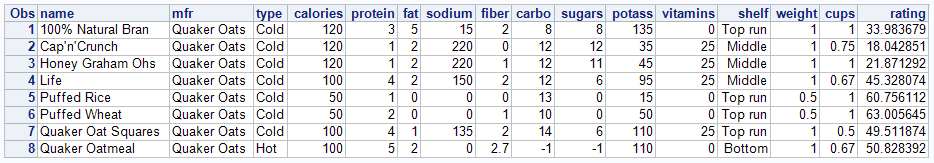 Obs name mfr type calories protein fat sodium fiber carbo sugars potass vitamins shelf weight cups rating
1 100% Natural Bran Quaker Oats Cold 120 3 5 15 2 8 8 135 0 Top run 1 1 33.983679
2 Cap'n'Crunch Quaker Oats Cold 120 1 2 220 0 12 12 35 25 Middle 1 0.75 18.042851
3 Honey Graham Ohs Quaker Oats Cold 120 1 2 220 1 12 11 45 25 Middle 1 1 21.871292
4 Life Quaker Oats Cold 100 4 2 150 2 12 6 95 25 Middle 1 0.67 45.328074
5 Puffed Rice Quaker Oats Cold 50 1 0 0 0 13 0 15 0 Top run 0.5 1 60.756112
6 Puffed Wheat Quaker Oats Cold 50 2 0 0 1 10 0 50 0 Top run 0.5 1 63.005645
7 Quaker Oat Squares Quaker Oats Cold 100 4 1 135 2 14 6 110 25 Top run 1 0.5 49.511874
8 Quaker Oatmeal Quaker Oats Hot 100 5 2 0 2.7 -1 -1 110 0 Bottom 1 0.67 50.828392